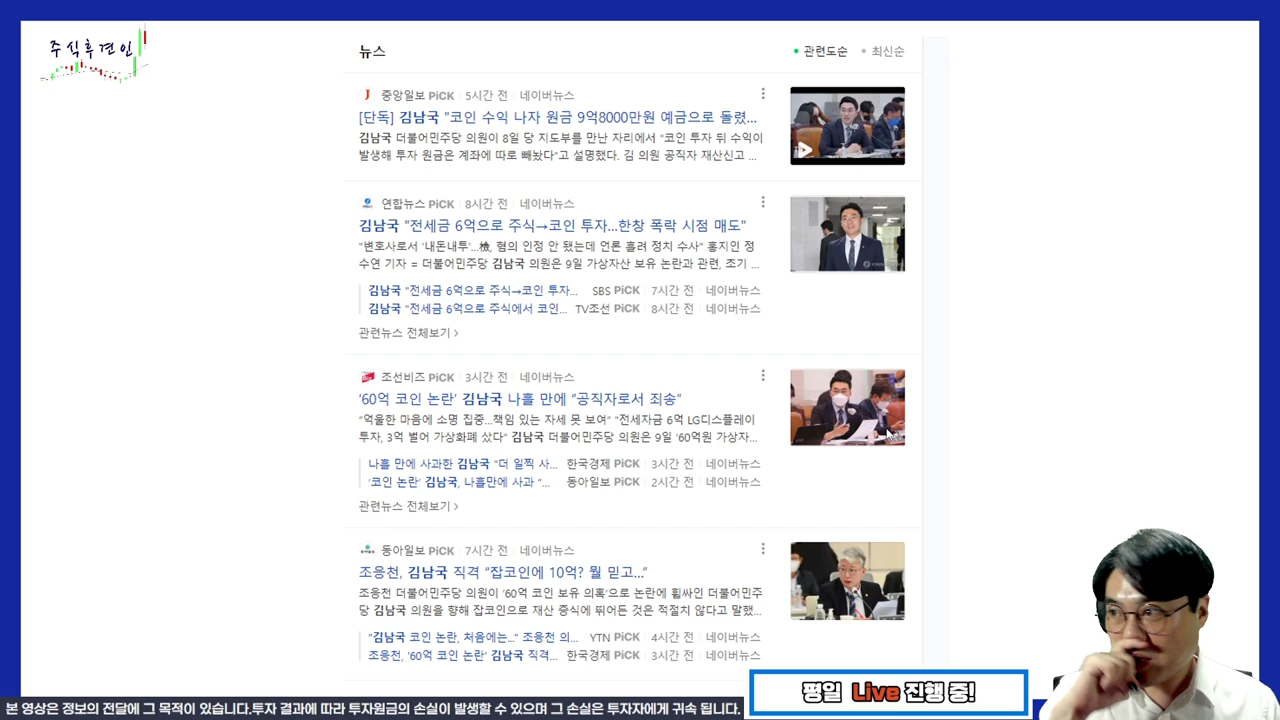 주식후견인
뉴스
관련도순
최신순
중앙일보 PiCK 5시간 전 네이버뉴스
[단독] 김남국 "코인 수익 나자 원금 9억8000만원 예금으로 돌렸...
김남국 더불어민주당 의원이 8일 당 지도부를 만난 자리에서 "코인 투자 뒤 수익이
발생해 투자 원금은 계좌에 따로 빼놨다"고 설명했다. 김 의원 공직자 재산신고 ...
연합뉴스 PiCK 8시간 전 네이버뉴스
김남국 "전세금 6억으로 주식→코인 투자...한창 폭락 시점 매도"
"변호사로서 '내돈내투'...檢, 혐의 인정 안 됐는데 언론 흘려 정치 수사" 홍지인 정
수연 기자 = 더불어민주당 김남국 의원은 9일 가상자산 보유 논란과 관련, 초기 ...
김남국 "전세금 6억으로 주식→코인 투자... SBS PiCK 7시간 전 네이버뉴스
김남국 "전세금 6억으로 주식에서 코인... TV조선 PiCK 8시간 전 네이버뉴스
관련뉴스 전체보기 >
조선비즈 PiCK 3시간 전 네이버뉴스
'60억 코인 논란' 김남국 나흘 만에 "공직자로서 죄송"
"억울한 마음에 소명 집중...책임 있는 자세 못 보여" "전세자금 6억 LG디스플레이
투자, 3억 벌어 가상화폐 샀다" 김남국 더불어민주당 의원은 9일 '60억원 가상자...
나흘 만에 사과한 김남국 "더 일찍 사... 한국경제 PiCK 3시간 전 네이버뉴스
'코인 논란' 김남국, 나흘만에 사과 "... 동아일보 PiCK 2시간 전 네이버뉴스
관련뉴스 전체보기 >
동아일보 PiCK 7시간 전 네이버뉴스
조응천, 김남국 직격 "잡코인에 10억? 뭘 믿고..."
조응천 더불어민주당 의원이 '60억 코인 보유 의혹'으로 논란에 휩싸인 더불어민주
당 김남국 의원을 향해 잡코인으로 재산 증식에 뛰어든 것은 적절치 않다고 말했...
"김남국 코인 논란, 처음에는..." 조응천 의... YTN PiCK 4시간 전 네이버뉴스
조응천, '60억 코인 논란' 김남국 직격... 한국경제 PiCK 3시간 전 네이버뉴스
평일 Live 진행 중!
본 영상은 정보의 전달에 그 목적이 있습니다.투자 결과에 따라 투자원금의 손실이 발생할 수 있으며 그 손실은 투자자에게 귀속 됩니다.